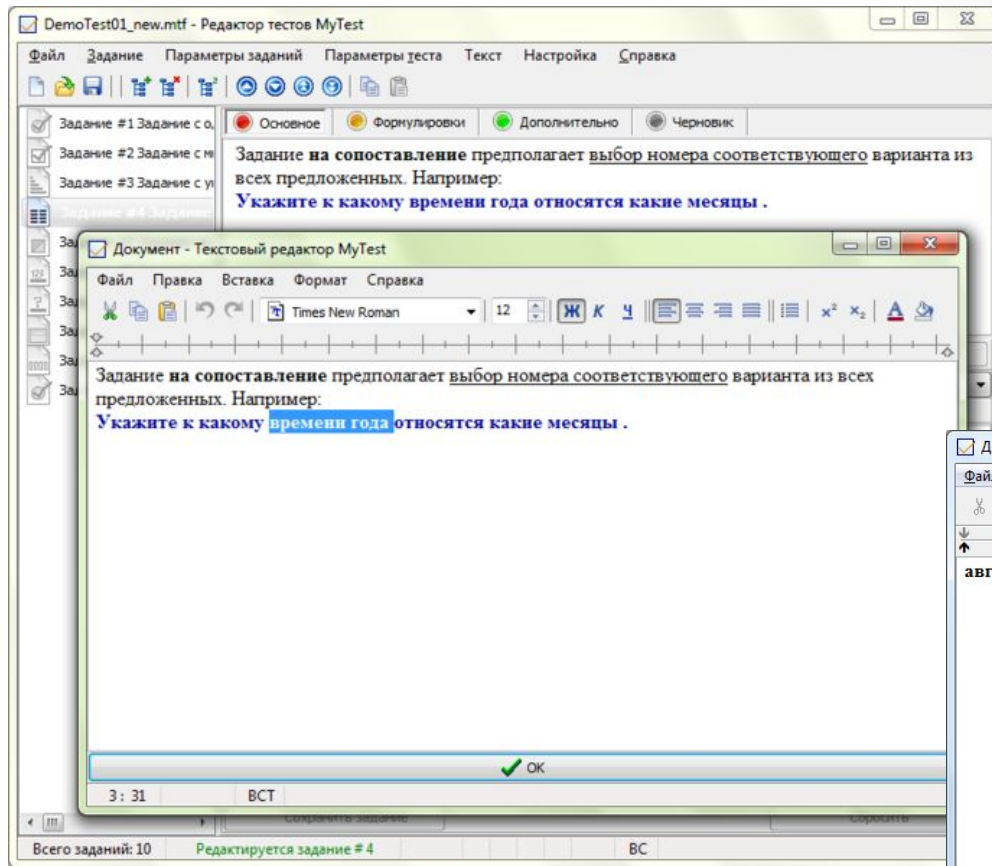 DemoTest01_new.mtf - Редактор тестов MyTest
Файл Задание Параметры заданий Параметры теста Текст Настройка Справка
Задание #1 Задание с о
Основное Формулировки Дополнительно Черновик
Задание #2 Задание с
Задание #3 Задание с
Задание #4 Задание
Задание на сопоставление предполагает выбор номера соответствующего варианта из
всех предложенных. Например:
Укажите к какому времени года относятся какие месяцы .
Документ - Текстовый редактор MyTest
Файл Правка Вставка Формат Справка
Times New Roman 12 Ж К Ч
Задание на сопоставление предполагает выбор номера соответствующего варианта из всех
предложенных. Например:
Укажите к какому времени года относятся какие месяцы .
OK
3: 31 ВСТ
Сохранить задание Сбросить
Всего заданий: 10 Редактируется задание # 4 ВС
Д
Фай
авг